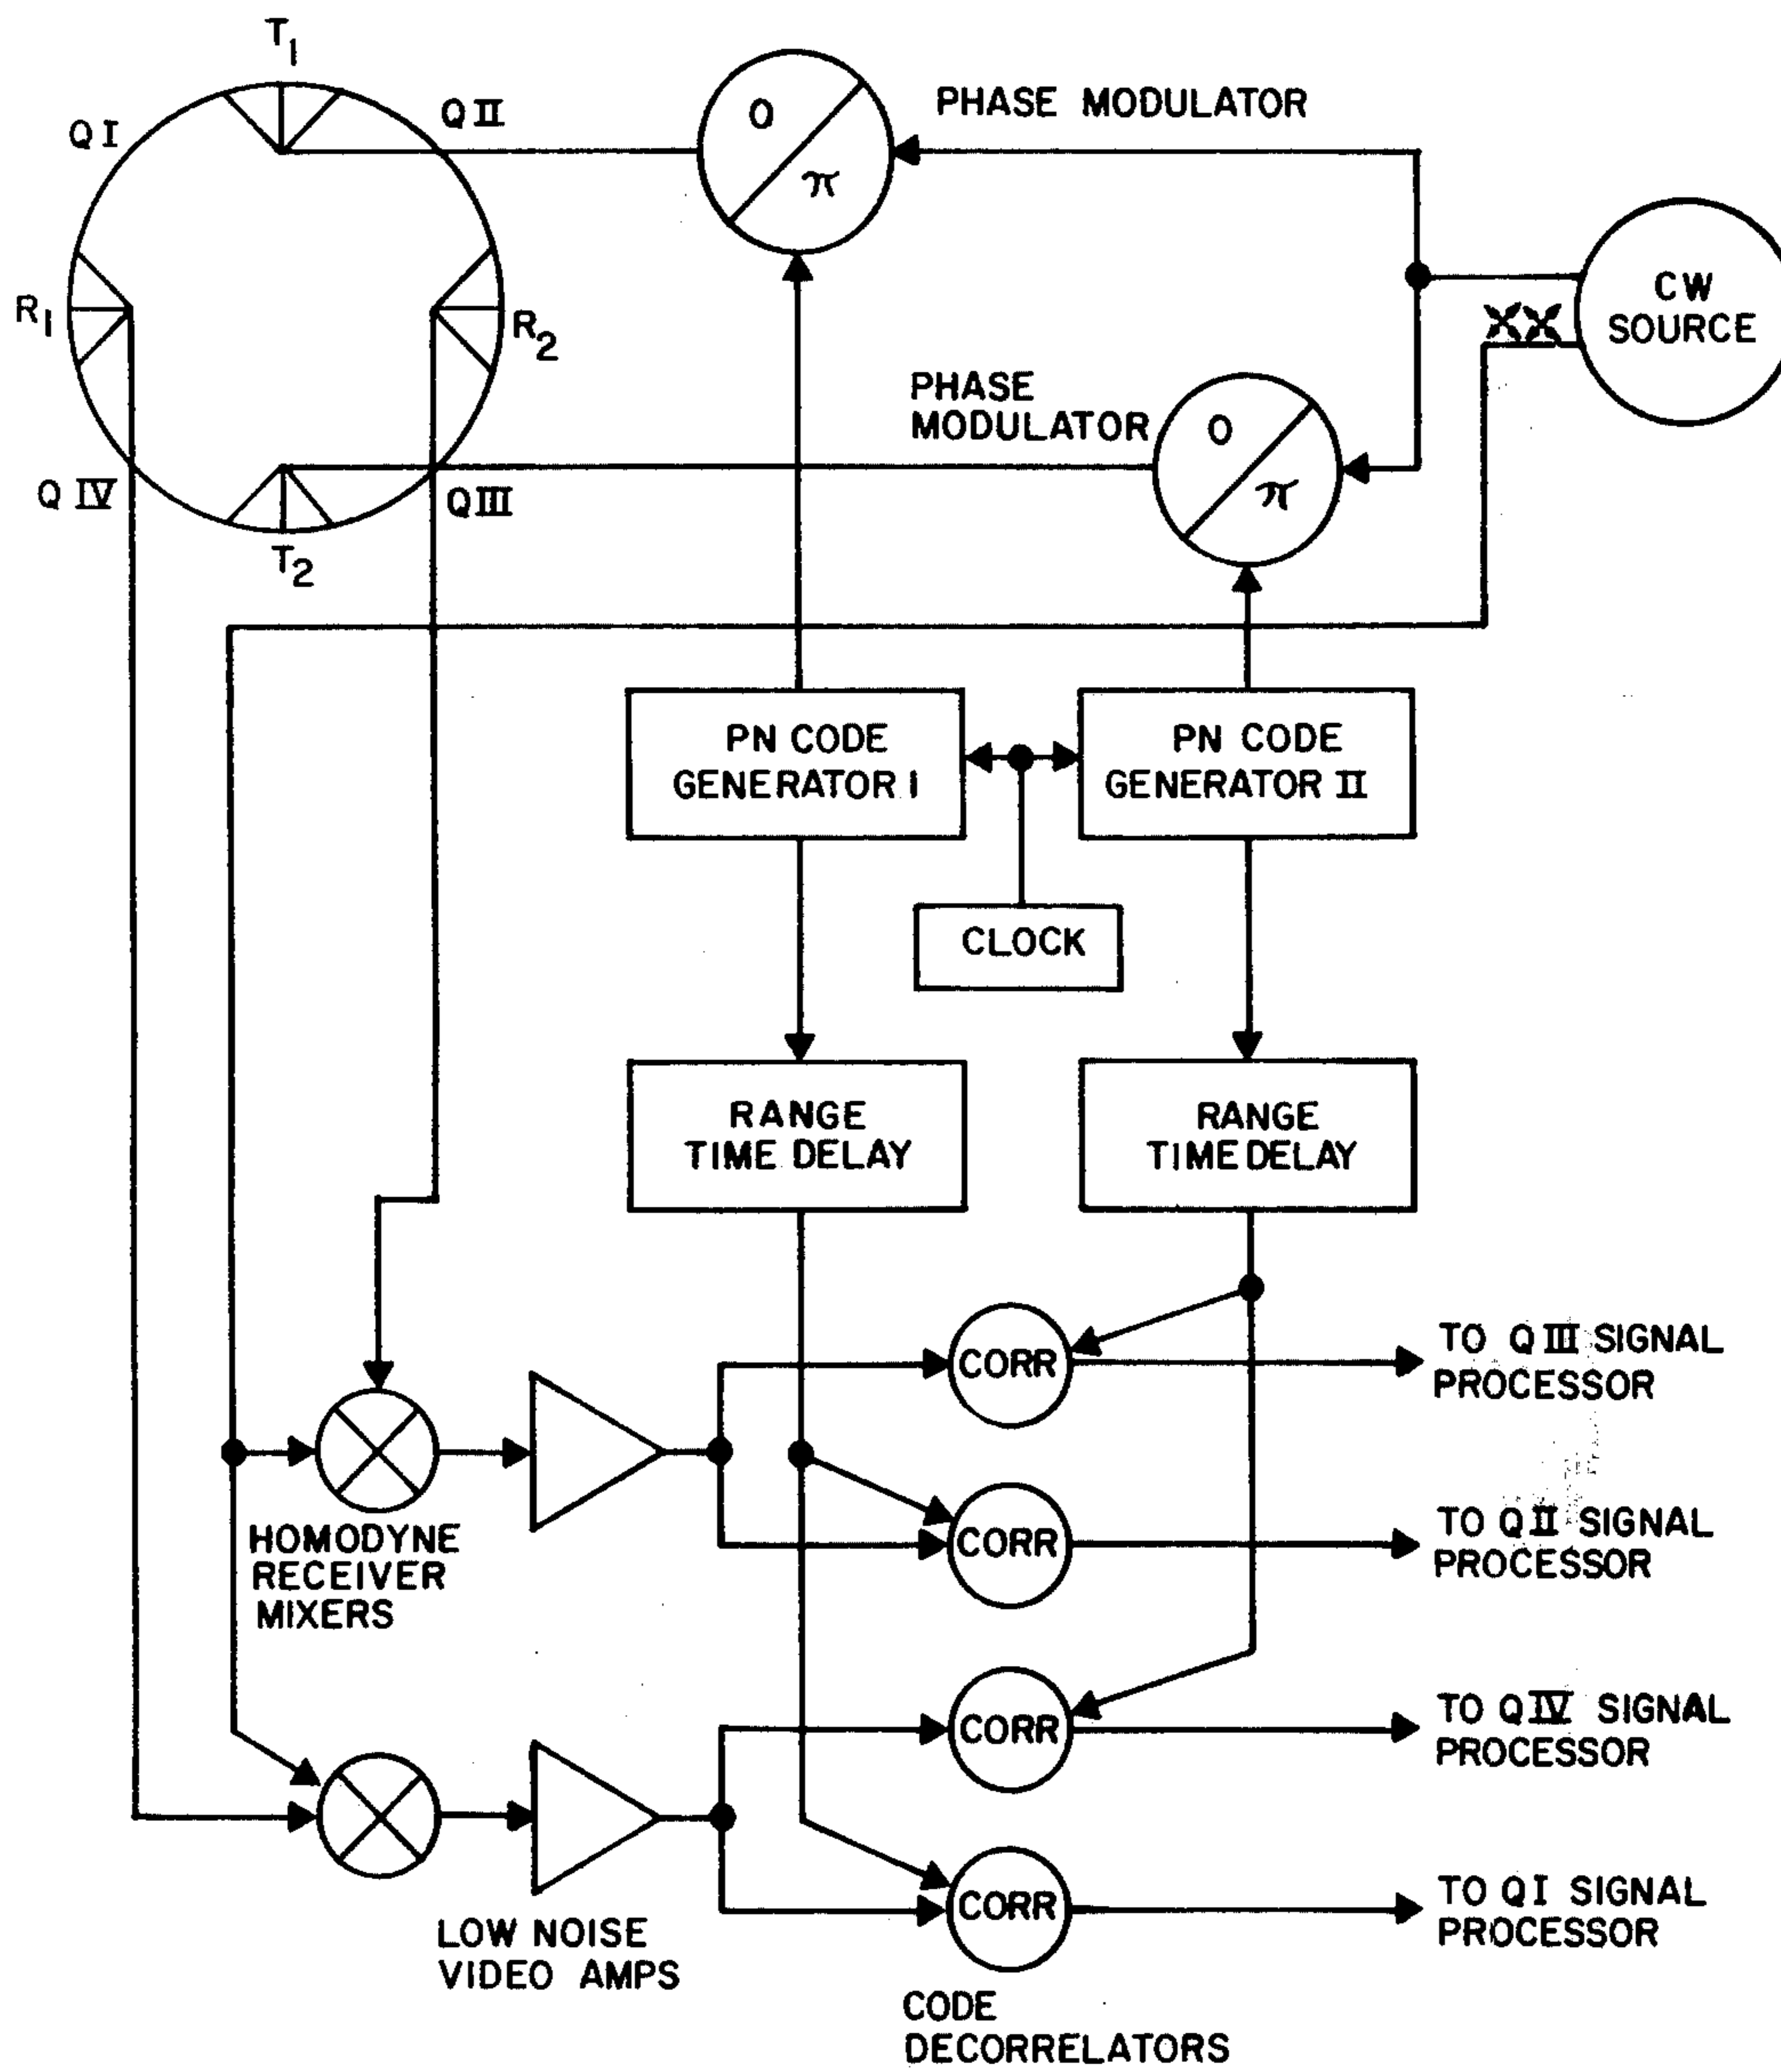 T1
QI
QII
O
π
PHASE MODULATOR
CW
SOURCE
R1
R2
PHASE
MODULATOR
O
π
QIV
QIII
T2
PN CODE
GENERATOR I
PN CODE
GENERATOR II
CLOCK
RANGE
TIME DELAY
RANGE
TIME DELAY
CORR
TO QIII SIGNAL
PROCESSOR
HOMODYNE
RECEIVER
MIXERS
CORR
TO QII SIGNAL
PROCESSOR
CORR
TO QIV SIGNAL
PROCESSOR
CORR
TO QI SIGNAL
PROCESSOR
LOW NOISE
VIDEO AMPS
CODE
DECORRELATORS